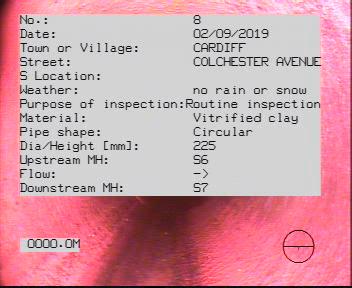 No.: 8
Date: 02/09/2019
Town or Village: CARDIFF
Street: COLCHESTER AVENUE
S Location:
Weather: no rain or snow
Purpose of inspection:Routine inspection
Material: Vitrified clay
Pipe shape: Circular
Dia/Height [mm]: 225
Upstream MH: S6
Flow: ->
Downstream MH: S7
0000.0M